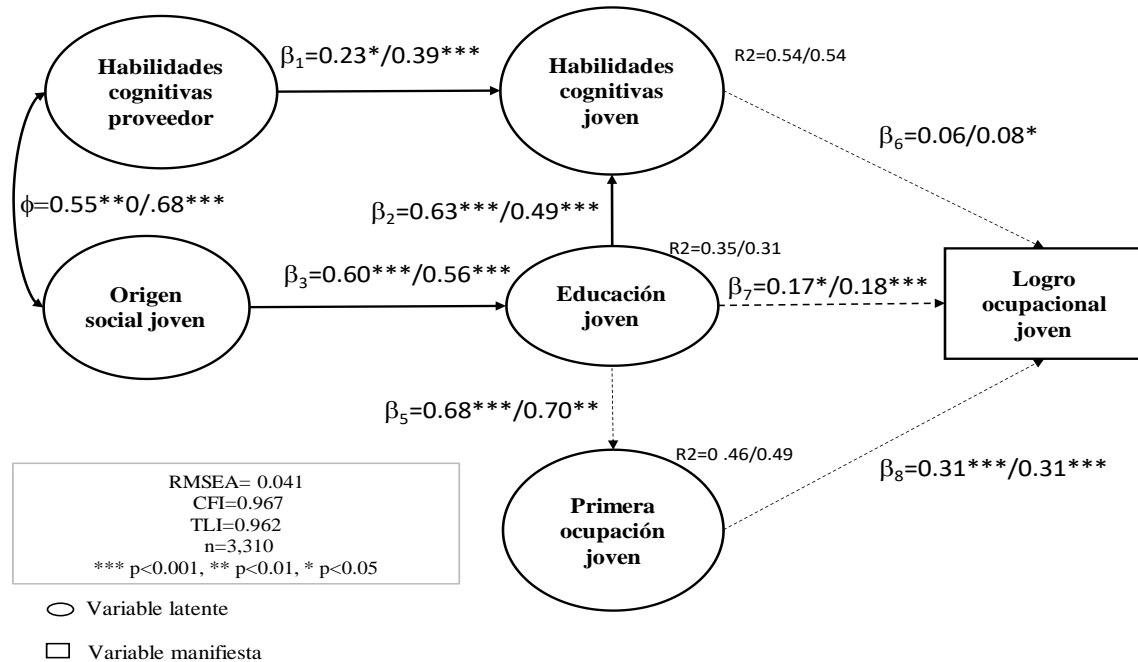 Habilidades
cognitivas
proveedor
β1=0.23*/0.39***
Habilidades
cognitivas
joven
R2=0.54/0.54
β6=0.06/0.08*
ϕ=0.55**0/.68***
β2=0.63***/0.49***
Origen
social joven
β3=0.60***/0.56***
Educación
joven
R2=0.35/0.31
β7=0.17*/0.18***
Logro
ocupacional
joven
β5=0.68***/0.70**
Primera
ocupación
joven
R2=0 .46/0.49
β8=0.31***/0.31***
RMSEA= 0.041
CFI=0.967
TLI=0.962
n=3,310
*** p<0.001, ** p<0.01, * p<0.05
Variable latente
Variable manifiesta